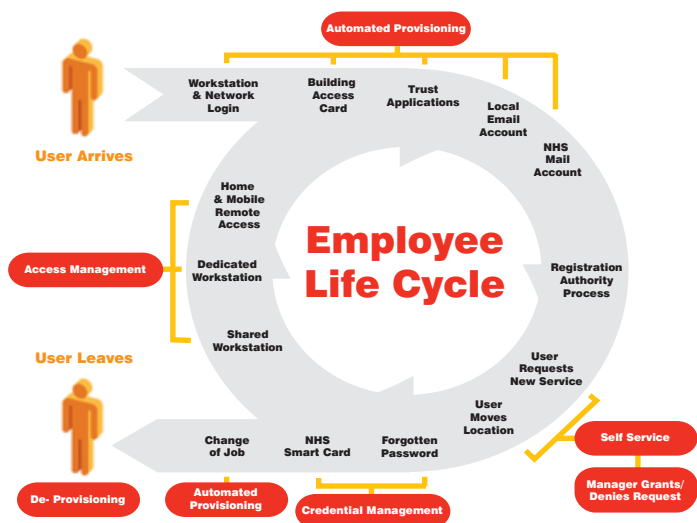 Automated Provisioning
Workstation
& Network
Login
Building
Access
Card
Trust
Applications
Local
Email
Account
NHS
Mail
Account
User Arrives
Home
& Mobile
Remote
Access
Employee
Life Cycle
Access Management
Dedicated
Workstation
Registration
Authority
Process
Shared
Workstation
User Leaves
User
Requests
New Service
User
Moves
Location
Change
of Job
NHS
Smart Card
Forgotten
Password
Self Service
De- Provisioning
Automated
Provisioning
Credential Management
Manager Grants/
Denies Request